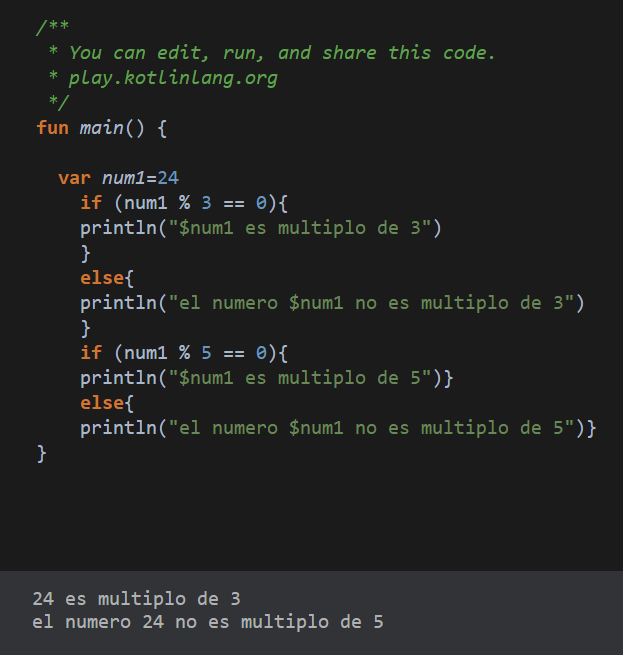 /**
 * You can edit, run, and share this code.
 * play.kotlinlang.org
 */
fun main() {
  var num1=24
    if (num1 % 3 == 0){
    println("$num1 es multiplo de 3")
    }
    else{
    println("el numero $num1 no es multiplo de 3")
    }
    if (num1 % 5 == 0){
    println("$num1 es multiplo de 5")}
    else{
    println("el numero $num1 no es multiplo de 5")}
}
24 es multiplo de 3
el numero 24 no es multiplo de 5